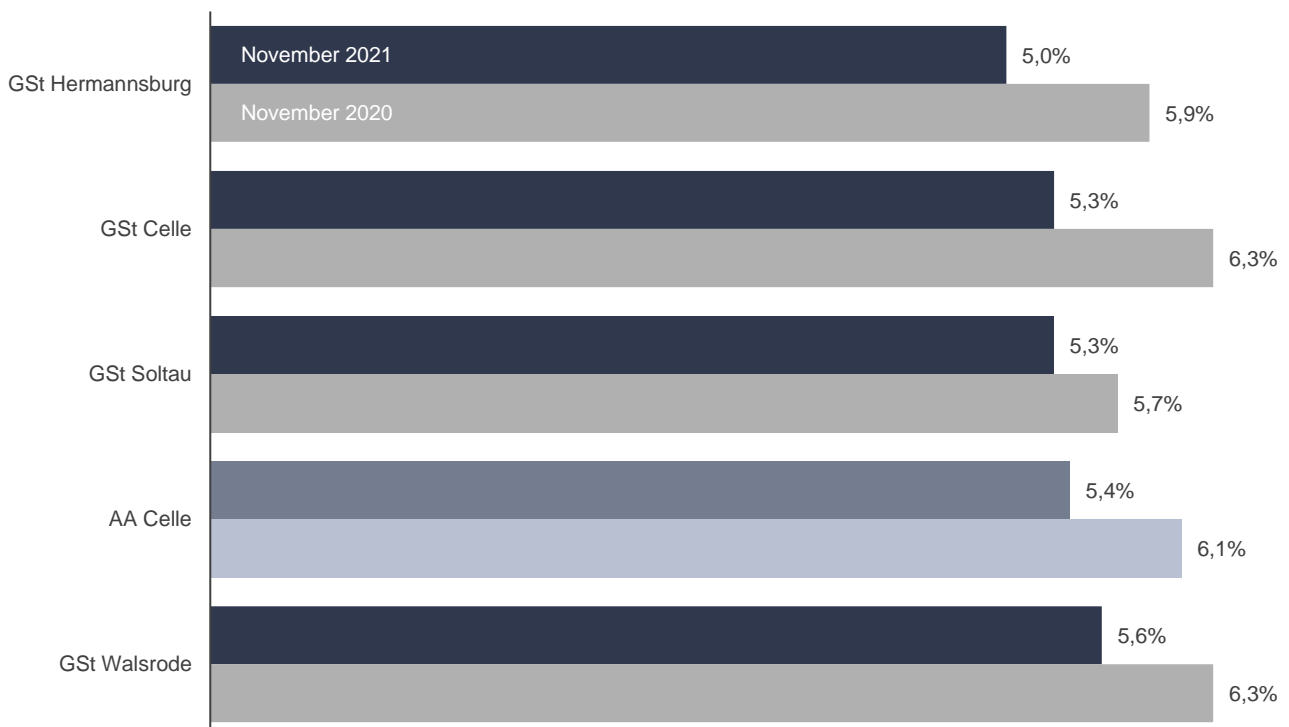 November 2021
5,0%
GSt Hermannsburg
November 2020
5,9%
5,3%
GSt Celle
6,3%
5,3%
GSt Soltau
5,7%
5,4%
AA Celle
6,1%
5,6%
GSt Walsrode
6,3%